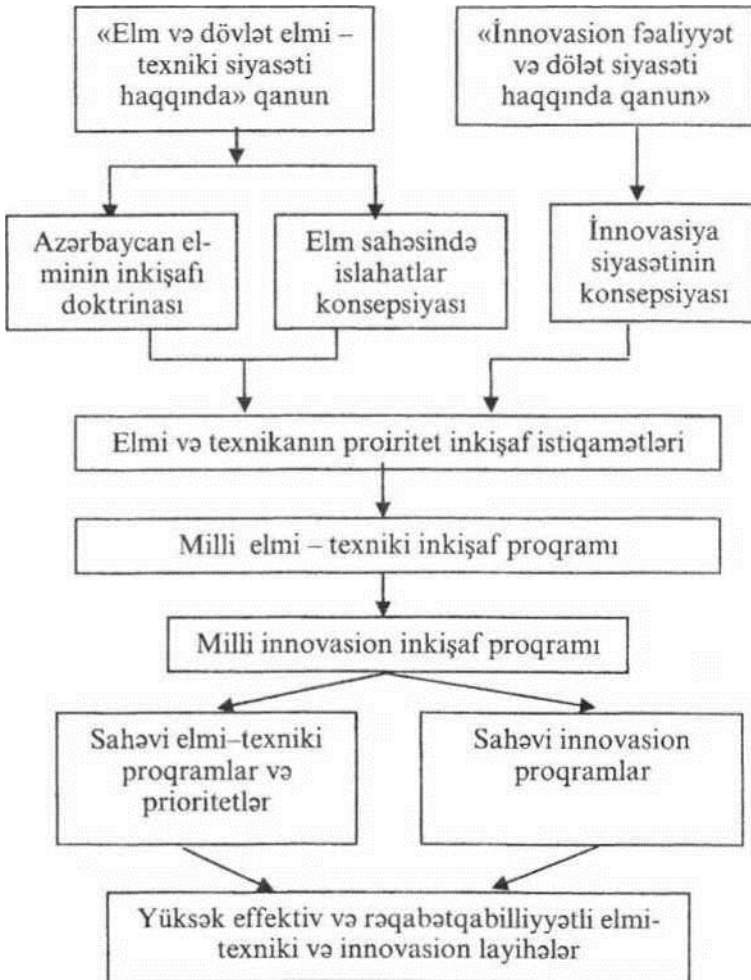 «Elm və dövlət elmi –
texniki siyasəti
haqqında» qanun
«İnnovasion fəaliyyət
və dölət siyasəti
haqqında qanun»
Azərbaycan el-
minin inkişafı
doktrinası
Elm sahəsində
islahatlar
konsepsiyası
İnnovasiya
siyasətinin
konsepsiyası
Elmi və texnikanın proiritet inkişaf istiqamətləri
Milli elmi – texniki inkişaf proqramı
Milli innovasion inkişaf proqramı
Sahəvi elmi–texniki
proqramlar və
prioritetlər
Sahəvi innovasion
proqramlar
Yüksək effektiv və rəqabətqabilliyyətli elmi-
texniki və innovasion layihələr